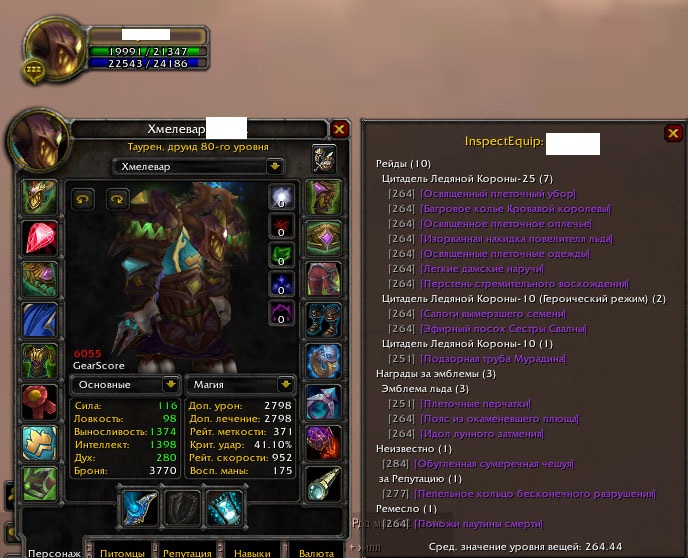 19991 / 21347
22543 / 24186
zzz
Хмелевар
Таурен, друид 80-го уровня
Хмелевар
0
0
0
0
0
6055
GearScore
Основные
Магия
Сила: 116
Ловкость: 98
Выносливость: 1374
Интеллект: 1398
Дух: 280
Броня: 3770
Доп. урон: 2798
Доп. лечение: 2798
Рейт. меткости: 371
Крит. удар: 41.10%
Рейт. скорости: 952
Восп. маны: 175
Персонаж
Питомцы
Репутация
Навыки
Валюта
InspectEquip:
Рейды (10)
Цитадель Ледяной Короны-25 (7)
[264] [Освященный плеточный убор]
[264] [Багровое колье Кровавой королевы]
[264] [Освященное плеточное оплечье]
[264] [Изорванная накидка повелителя льда]
[264] [Освященные плеточные одежды]
[264] [Легкие дамские наручи]
[264] [Перстень стремительного восхождения]
Цитадель Ледяной Короны-10 (Героический режим) (2)
[264] [Сапоги вымерзшего семени]
[264] [Эфирный посох Сестры Свалны]
Цитадель Ледяной Короны-10 (1)
[251] [Подзорная труба Мурадина]
Награды за эмблемы (3)
Эмблема льда (3)
[251] [Плеточные перчатки]
[264] [Пояс из окаменевшего плюща]
[264] [Идол лунного затмения]
Неизвестно (1)
[284] [Обугленная сумеречная чешуя]
за Репутацию (1)
[277] [Пепельное кольцо бесконечного разрушения]
Ремесло (1)
[264] [Поножи паутины смерти]
Сред. значение уровня вещей: 264.44